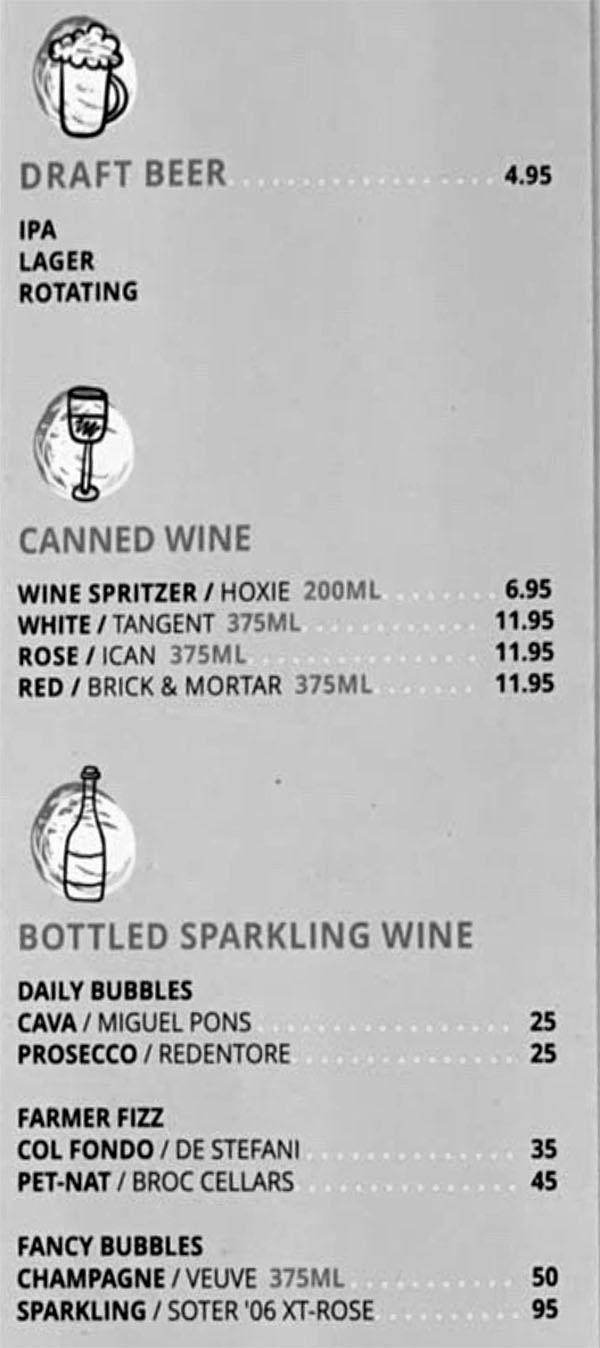 DRAFT BEER 4.95
IPA
LAGER
ROTATING
CANNED WINE
WINE SPRITZER / HOXIE 200ML 6.95
WHITE / TANGENT 375ML 11.95
ROSE / ICAN 375ML 11.95
RED / BRICK & MORTAR 375ML 11.95
BOTTLED SPARKLING WINE
DAILY BUBBLES
CAVA / MIGUEL PONS 25
PROSECCO / REDENTORE 25
FARMER FIZZ
COL FONDO / DE STEFANI 35
PET-NAT / BROC CELLARS 45
FANCY BUBBLES
CHAMPAGNE / VEUVE 375ML 50
SPARKLING / SOTER '06 XT-ROSE 95